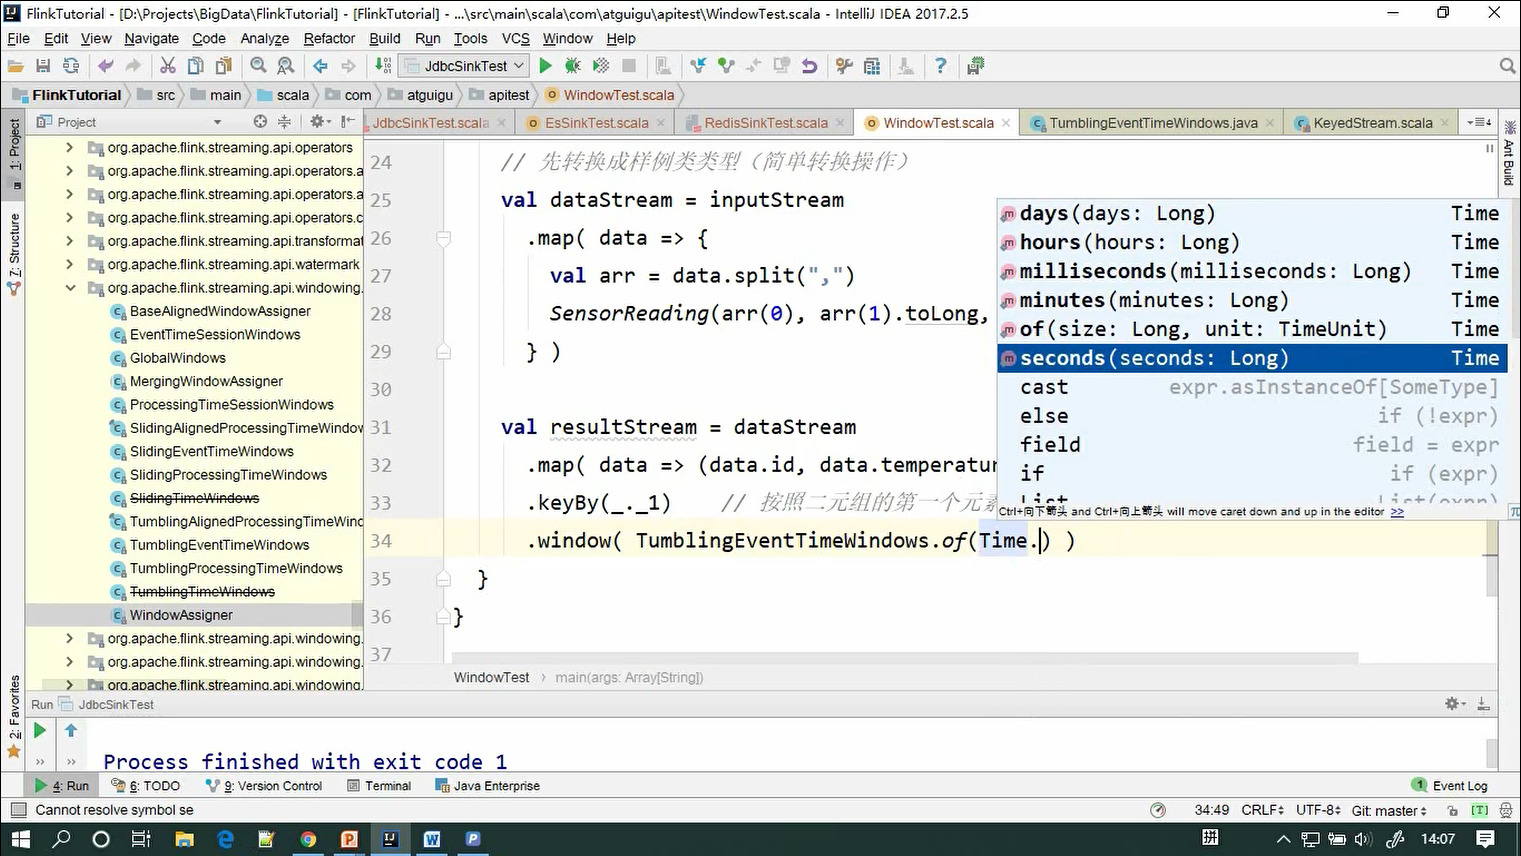 FlinkTutorial - [D:\Projects\BigData\FlinkTutorial] - [FlinkTutorial] - ...\src\main\scala\com\atguigu\apitest\WindowTest.scala - IntelliJ IDEA 2017.2.5
File Edit View Navigate Code Analyze Refactor Build Run Tools VCS Window Help
JdbcSinkTest
FlinkTutorial src main scala com atguigu apitest WindowTest.scala
Project
JdbcSinkTest.scala EsSinkTest.scala RedisSinkTest.scala WindowTest.scala TumblingEventTimeWindows.java KeyedStream.scala
1: Project
7: Structure
2: Favorites
Ant Build
org.apache.flink.streaming.api.operators
org.apache.flink.streaming.api.operators.a
org.apache.flink.streaming.api.operators.a
org.apache.flink.streaming.api.operators.c
org.apache.flink.streaming.api.transformat
org.apache.flink.streaming.api.watermark
org.apache.flink.streaming.api.windowing.
BaseAlignedWindowAssigner
EventTimeSessionWindows
GlobalWindows
MergingWindowAssigner
ProcessingTimeSessionWindows
SlidingAlignedProcessingTimeWindow
SlidingEventTimeWindows
SlidingProcessingTimeWindows
SlidingTimeWindows
TumblingAlignedProcessingTimeWinc
TumblingEventTimeWindows
TumblingProcessingTimeWindows
TumblingTimeWindows
WindowAssigner
org.apache.flink.streaming.api.windowing.
org.apache.flink.streaming.api.windowing.
org.apache.flink.streaming.api.windowing.
24 // 先转换成样例类类型（简单转换操作）
25 val dataStream = inputStream
26 .map( data => {
27 val arr = data.split(",")
28 SensorReading(arr(0), arr(1).toLong,
29 } )
30
31 val resultStream = dataStream
32 .map( data => (data.id, data.temperatur
33 .keyBy(_._1) // 按照二元组的第一个元素
34 .window( TumblingEventTimeWindows.of(Time.) )
35 }
36 }
37
days(days: Long) Time
hours(hours: Long) Time
milliseconds(milliseconds: Long) Time
minutes(minutes: Long) Time
of(size: Long, unit: TimeUnit) Time
seconds(seconds: Long) Time
cast expr.asInstanceOf[SomeType]
else if (!expr)
field field = expr
if if (expr)
List List(expr)
Ctrl+向下箭头 and Ctrl+向上箭头 will move caret down and up in the editor >>
WindowTest main(args: Array[String])
Run JdbcSinkTest
Process finished with exit code 1
4: Run 6: TODO 9: Version Control Terminal Java Enterprise 1 Event Log
Cannot resolve symbol se 34:49 CRLF UTF-8 Git: master [T]
拼 14:07